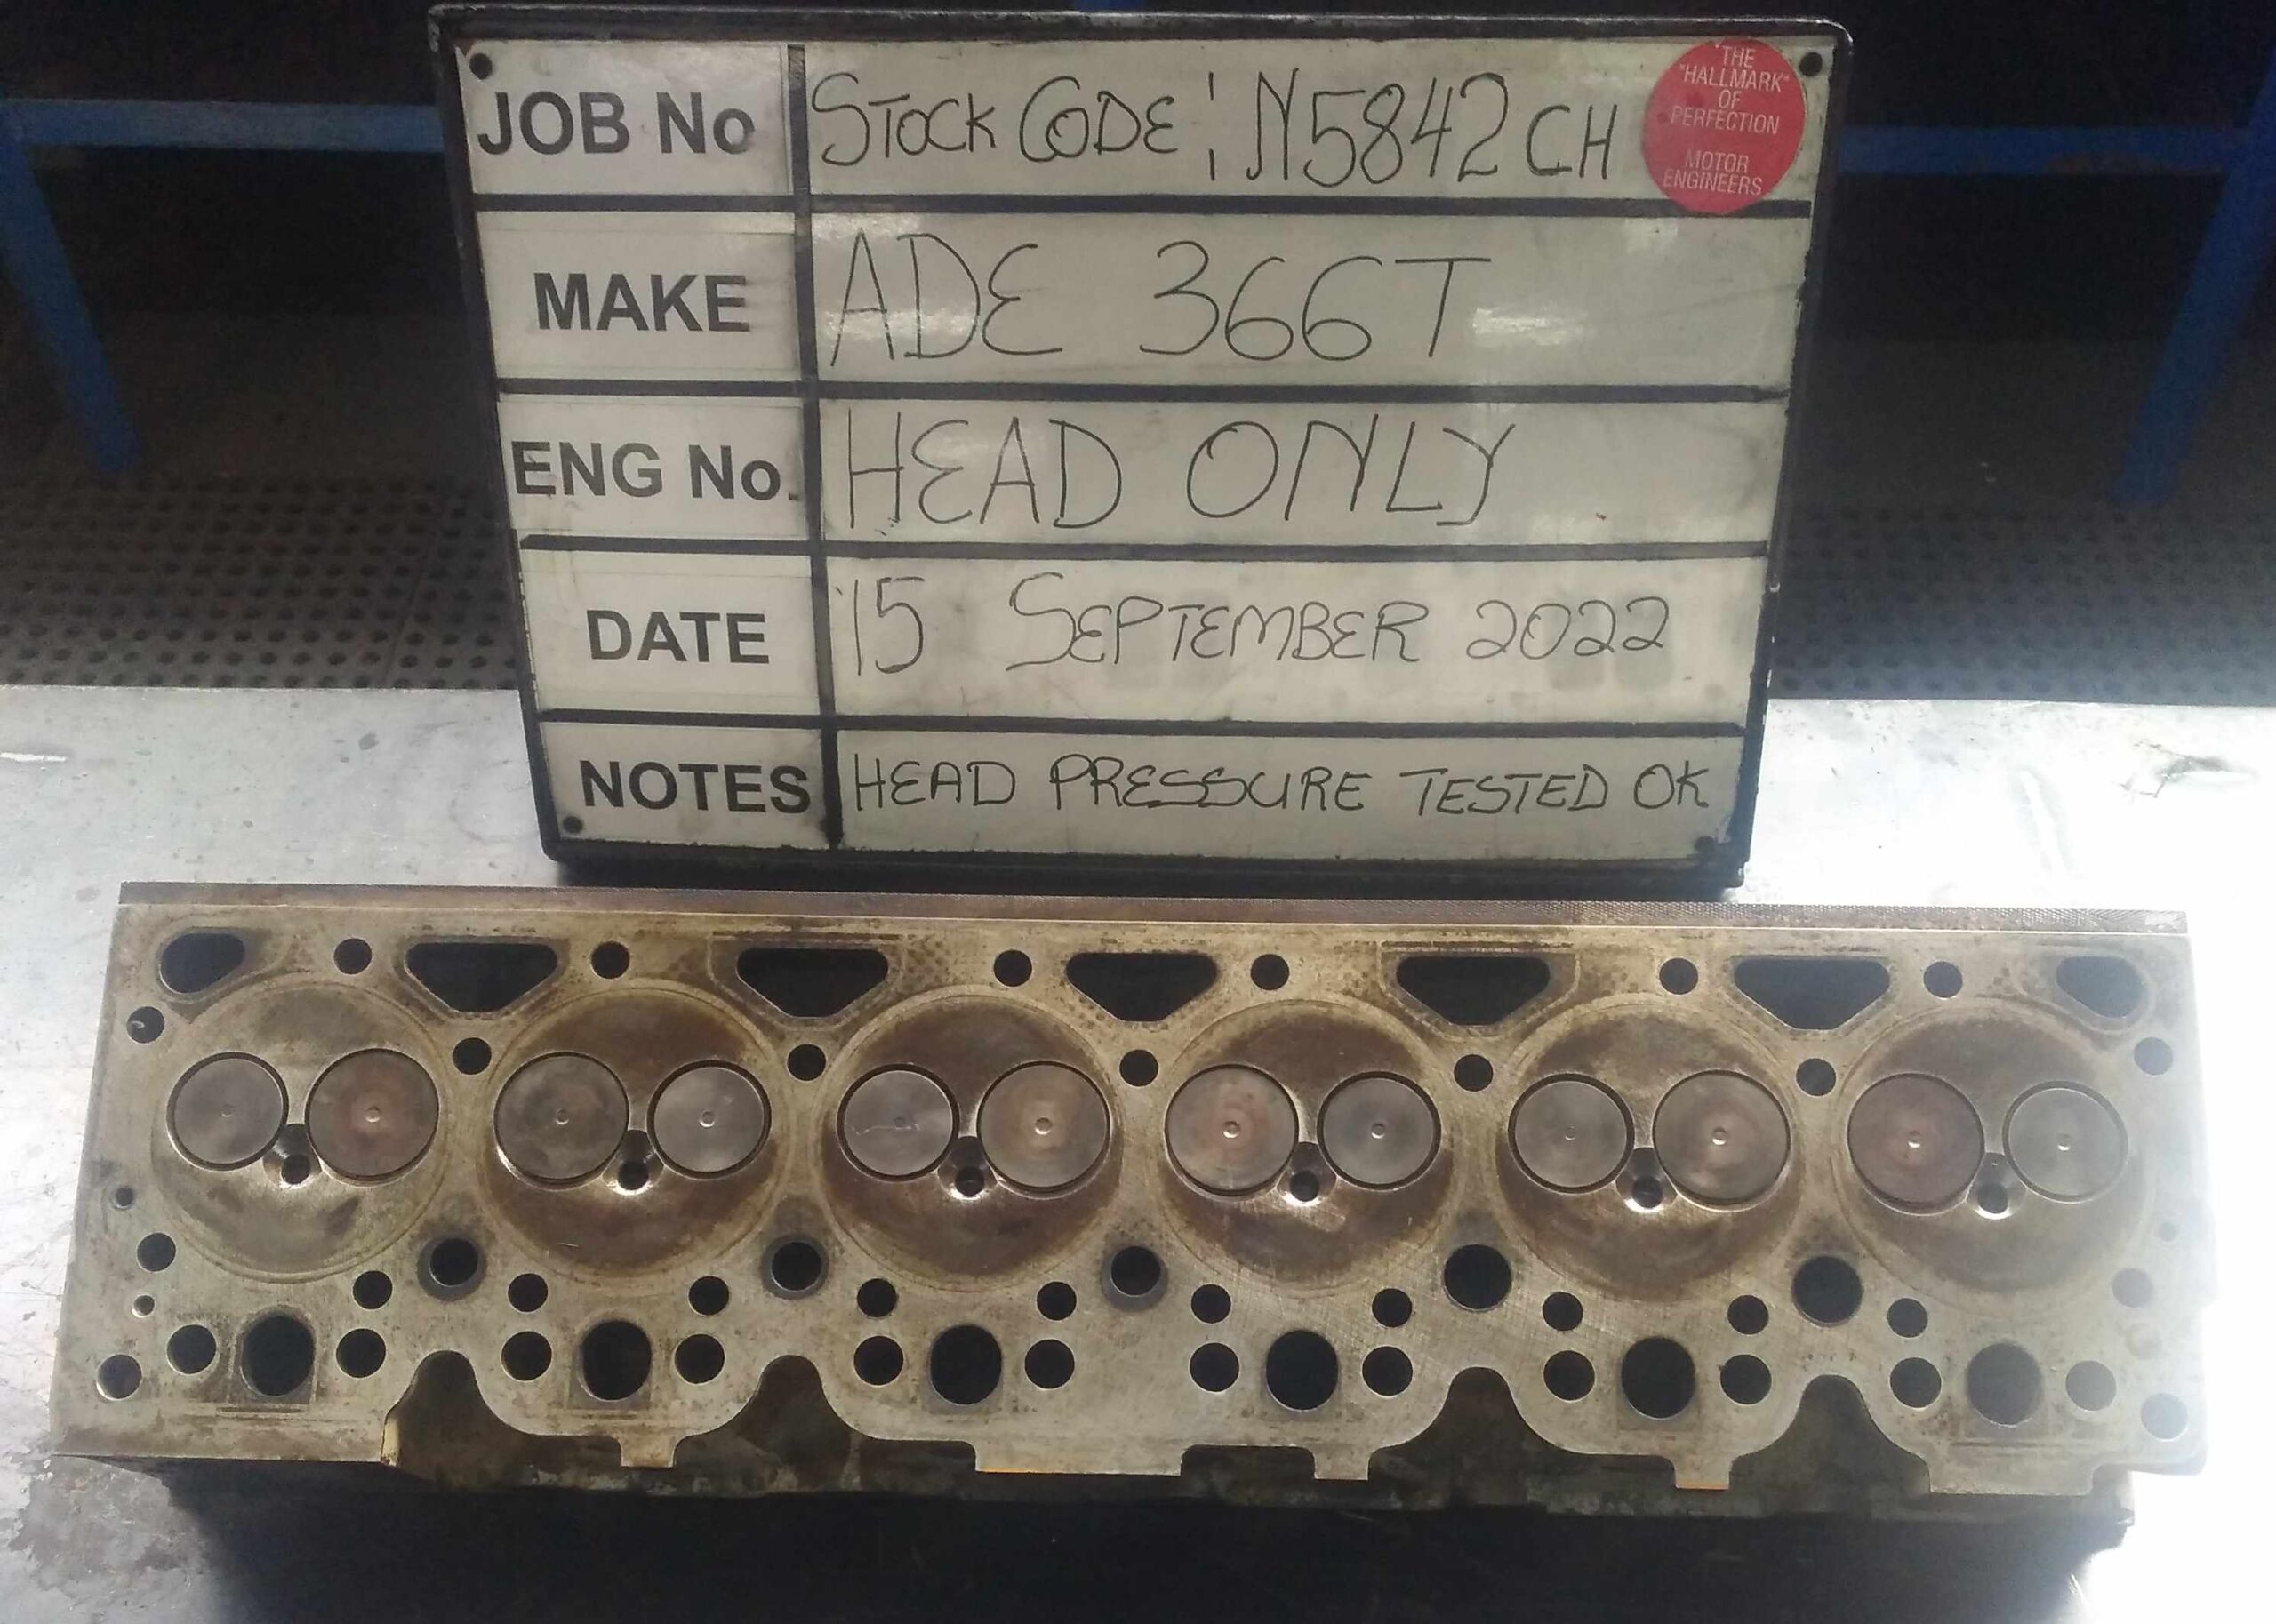 JOB No STOCK CODE: N5842CH
"THE
"HALLMARK"
OF
PERFECTION
MOTOR
ENGINEERS
MAKE ADE 366T
ENG No. HEAD ONLY
DATE 15 SEPTEMBER 2022
NOTES HEAD PRESSURE TESTED OK